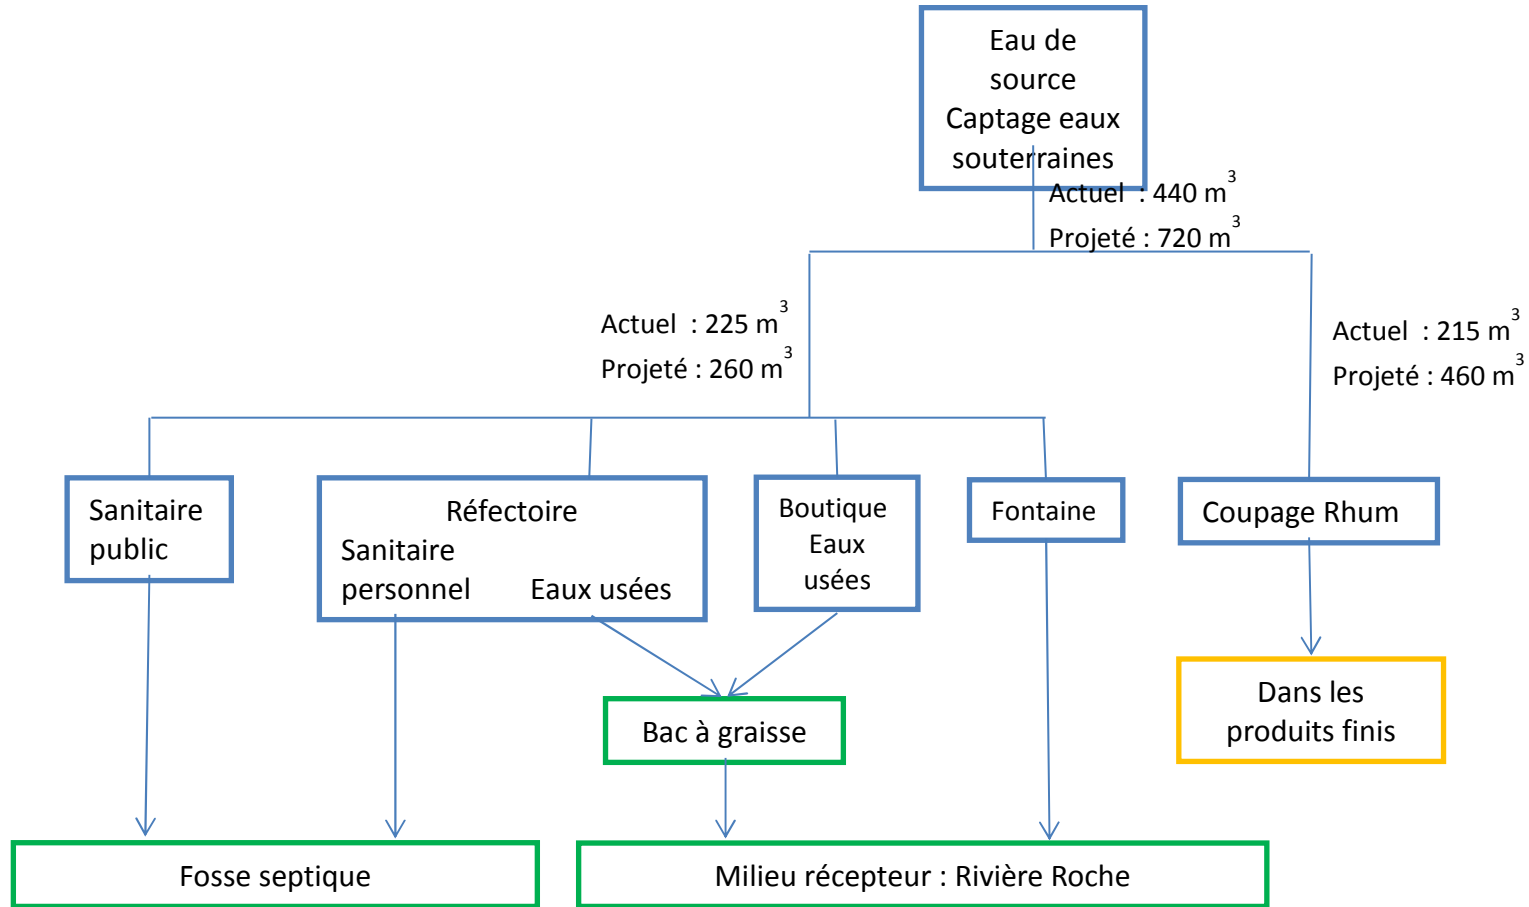 Eau de
source
Captage eaux
souterraines
Actuel : 440 m³
Projeté : 720 m³
Actuel : 225 m³
Projeté : 260 m³
Actuel : 215 m³
Projeté : 460 m³
Sanitaire
public
Réfectoire
Sanitaire
personnel
Eaux usées
Boutique
Eaux
usées
Fontaine
Coupage Rhum
Bac à graisse
Dans les
produits finis
Fosse septique
Milieu récepteur : Rivière Roche